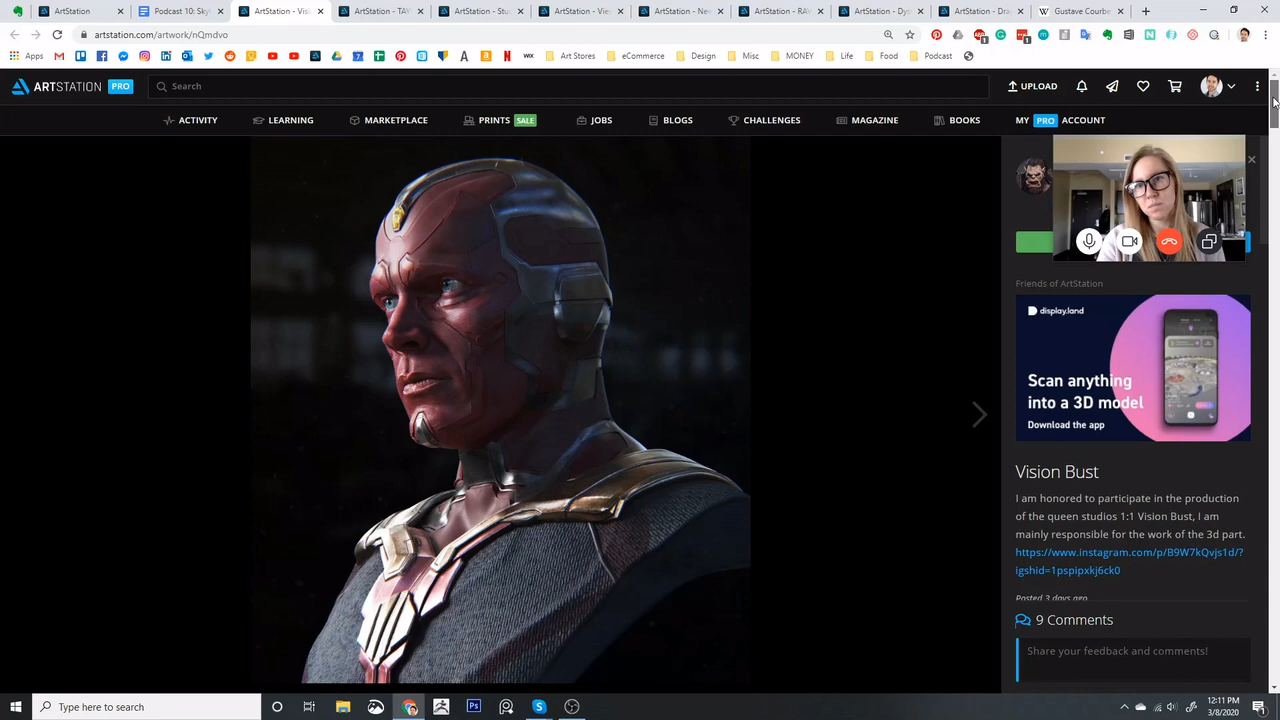 ArtStation
Podcast 10: Sky
ArtStation - Vis
ArtStation - TAY
ArtStation - Stu
ArtStation - Vie
ArtStation - Nee
ArtStation - RA
ArtStation - Dys
ArtStation - Dra
Gustave Courbe
artstation.com/artwork/nQmdvo
Apps
Art Stores
eCommerce
Design
Misc
MONEY
Life
Food
Podcast
ARTSTATION PRO
Search
UPLOAD
ACTIVITY
LEARNING
MARKETPLACE
PRINTS SALE
JOBS
BLOGS
CHALLENGES
MAGAZINE
BOOKS
MY PRO ACCOUNT
Friends of ArtStation
display.land
Scan anything
into a 3D model
Download the app
Vision Bust
I am honored to participate in the production
of the queen studios 1:1 Vision Bust, I am
mainly responsible for the work of the 3d part.
https://www.instagram.com/p/B9W7kQvjs1d/?
igshid=1pspipxkj6ck0
Posted 3 days ago
9 Comments
Share your feedback and comments!
Type here to search
12:11 PM
3/8/2020